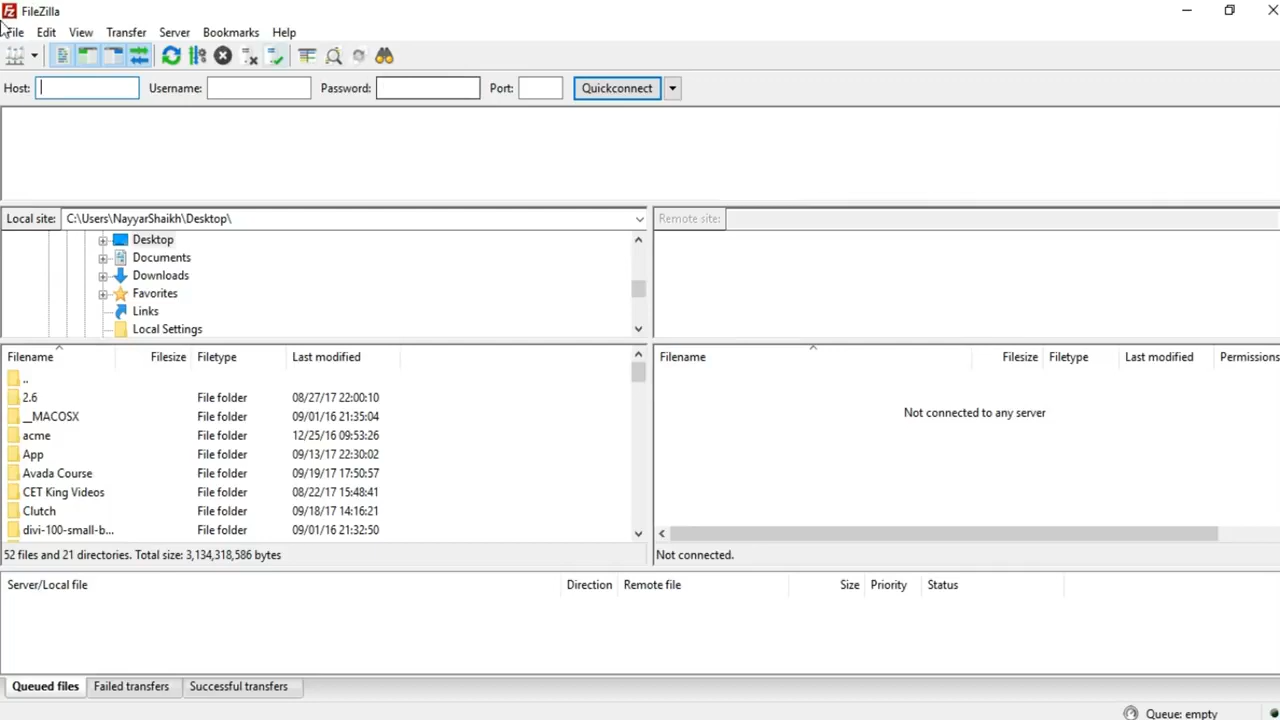 FileZilla
File Edit View Transfer Server Bookmarks Help
Host: Username: Password: Port: Quickconnect
Local site: C:\Users\NayyarShaikh\Desktop\ Remote site:
Desktop
Documents
Downloads
Favorites
Links
Local Settings
Filename Filesize Filetype Last modified Filename Filesize Filetype Last modified Permissions
..
2.6 File folder 08/27/17 22:00:10
__MACOSX File folder 09/01/16 21:35:04 Not connected to any server
acme File folder 12/25/16 09:53:26
App File folder 09/13/17 22:30:02
Avada Course File folder 09/19/17 17:50:57
CET King Videos File folder 08/22/17 15:48:41
Clutch File folder 09/18/17 14:16:21
divi-100-small-b... File folder 09/01/16 21:32:50
52 files and 21 directories. Total size: 3,134,318,586 bytes Not connected.
Server/Local file Direction Remote file Size Priority Status
Queued files Failed transfers Successful transfers
Queue: empty